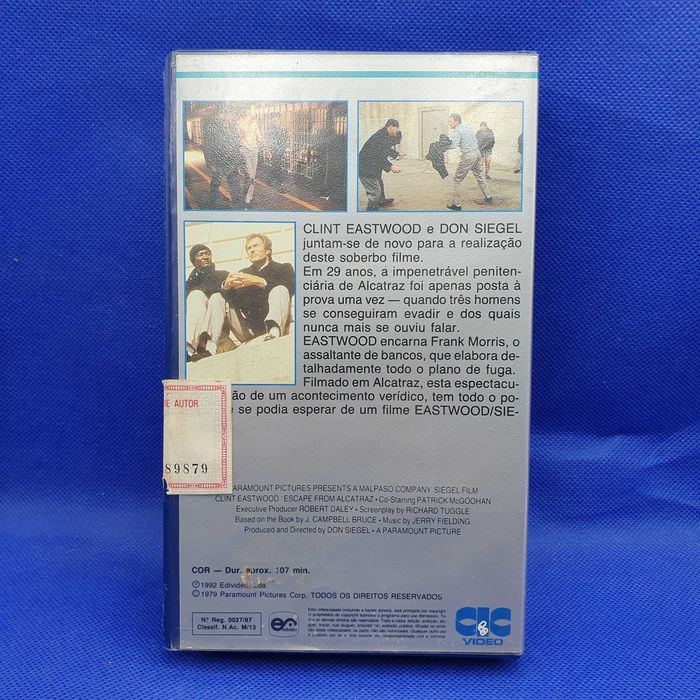 CLINT EASTWOOD e DON SIEGEL
juntam-se de novo para a realização
deste soberbo filme.
Em 29 anos, a impenetrável peniten-
ciária de Alcatraz foi apenas posta à
prova uma vez — quando três homens
se conseguiram evadir e dos quais
nunca mais se ouviu falar.
EASTWOOD encarna Frank Morris, o
assaltante de bancos, que elabora de-
talhadamente todo o plano de fuga.
Filmado em Alcatraz, esta espectacu-
ão de um acontecimento verídico, tem todo o po-
e se podia esperar de um filme EASTWOOD/SIE-
E AUTOR
89879
PARAMOUNT PICTURES PRESENTS A MALPASO COMPANY SIEGEL FILM
CLINT EASTWOOD "ESCAPE FROM ALCATRAZ • Co-Starring PATRICK McGOOHAN
Executive Producer ROBERT DALEY • Screenplay by RICHARD TUGGLE
Based on the Book by J. CAMPBELL BRUCE • Music by JERRY FIELDING
Produced and Directed by DON SIEGEL • A PARAMOUNT PICTURE
COR — Dur. aprox. 107 min.
℗1992 Edivideo, Lda
©1979 Paramount Pictures Corp. TODOS OS DIREITOS RESERVADOS
Nº Reg. 0027/87
Classif. N.Ac. M/13
CIC
VIDEO